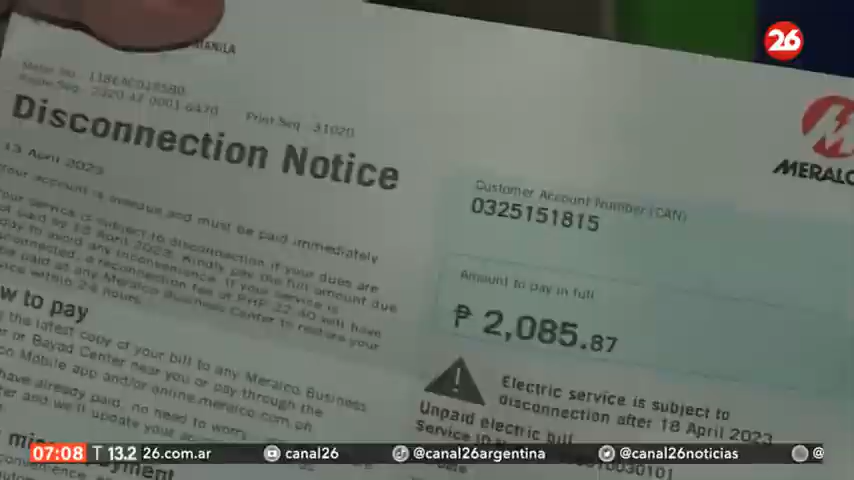 MANILA
26
Meter No.
Route Seq.
Print Seq. 31020
Disconnection Notice
13 April 2023
Your account is overdue and must be paid immediately
Your service is subject to disconnection if your dues are
not paid by 18 April 2023. Kindly pay the full amount due
today to avoid any inconvenience. If your service is
disconnected, a reconnection fee of PHP 22.40 will have
be paid at any Meralco Business Center to restore your
service within 24 hours.
w to pay
the latest copy of your bill to any Meralco Business
er or Bayad Center near you or pay through the
co Mobile app and/or online.meralco.com.ph
have already paid, no need to worry
ter and we'll update your
MERALC
Customer Account Number (CAN)
0325151815
Amount to pay in full
₱ 2,085.87
Electric service is subject to
disconnection after 18 April 2023
Unpaid electric bill
Service ID N
07:08 T 13.2 26.com.ar canal26 @canal26argentina @canal26noticias @